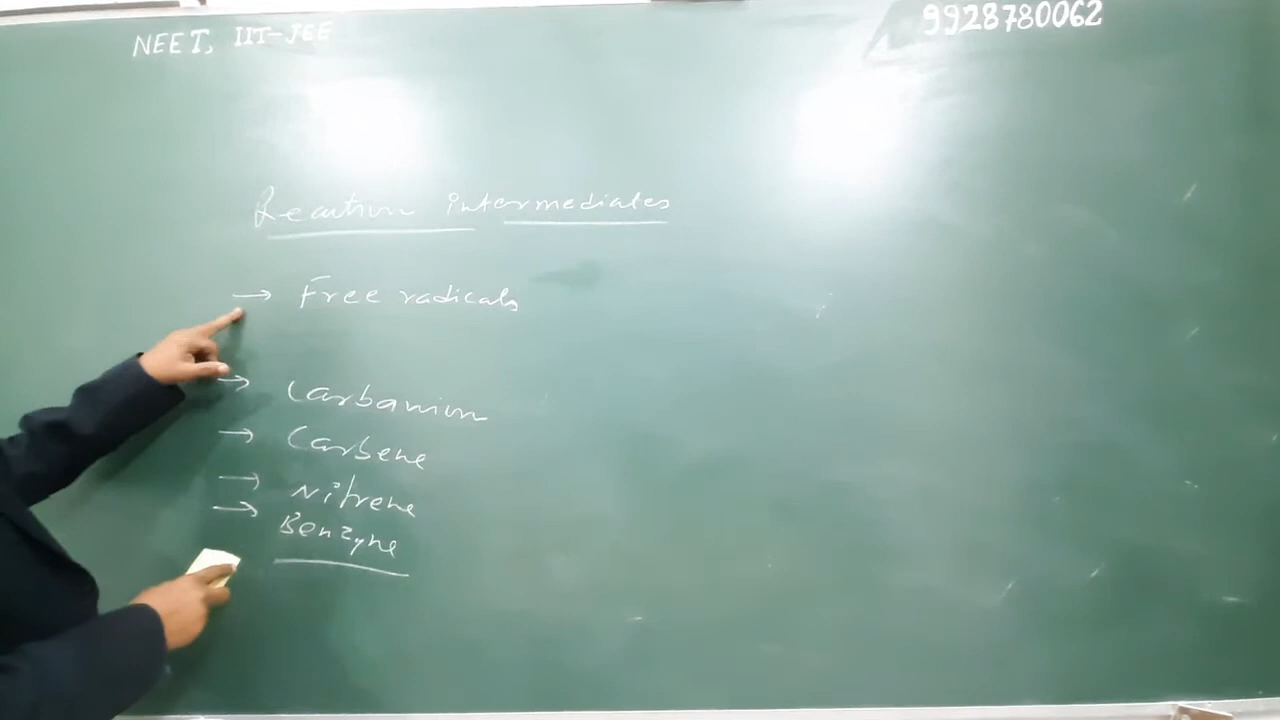 NEET, IIT-JEE
9928780062
Reaction intermediates
→ Free radicals
→ Carbanion
→ Carbene
→ Nitrene
→ Benzyne